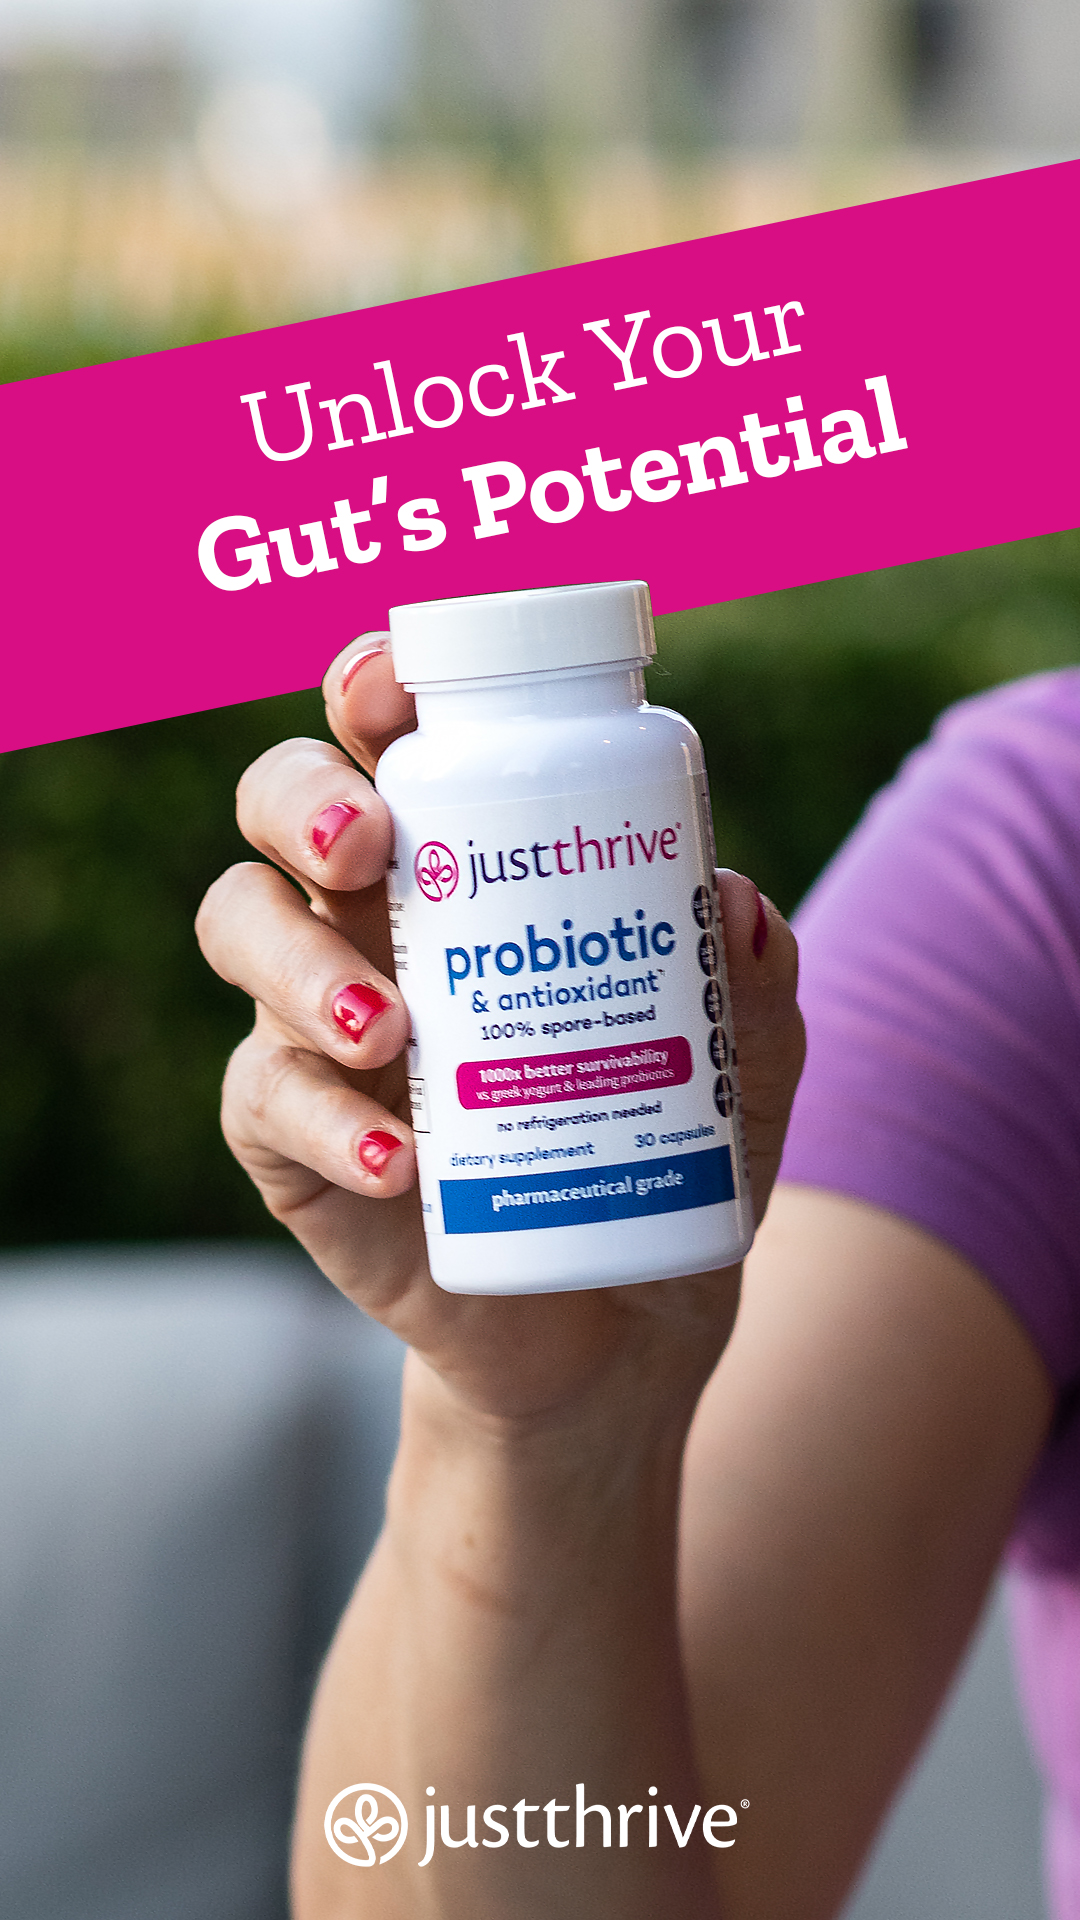 Unlock Your
Gut's Potential
justthrive®
probiotic
& antioxidant™
100% spore-based
1000x better survivability
vs greek yogurt & leading probiotics
no refrigeration needed
dietary supplement 30 capsules
pharmaceutical grade
justthrive®